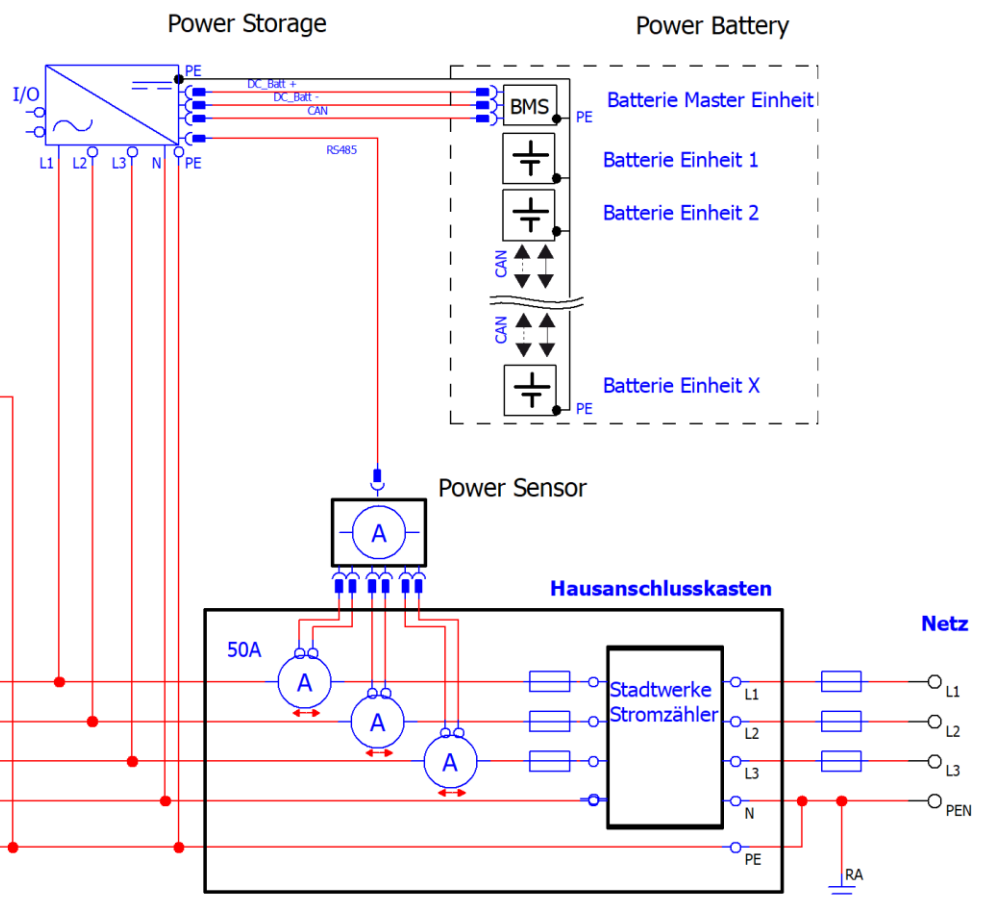 Power Storage
Power Battery
PE
I/O
DC_Batt +
DC_Batt -
CAN
BMS
Batterie Master Einheit
PE
RS485
L1
L2
L3
N
PE
Batterie Einheit 1
Batterie Einheit 2
CAN
CAN
Batterie Einheit X
PE
Power Sensor
A
Hausanschlusskasten
Netz
50A
A
A
A
Stadtwerke
Stromzähler
L1
L2
L3
N
PE
L1
L2
L3
PEN
RA